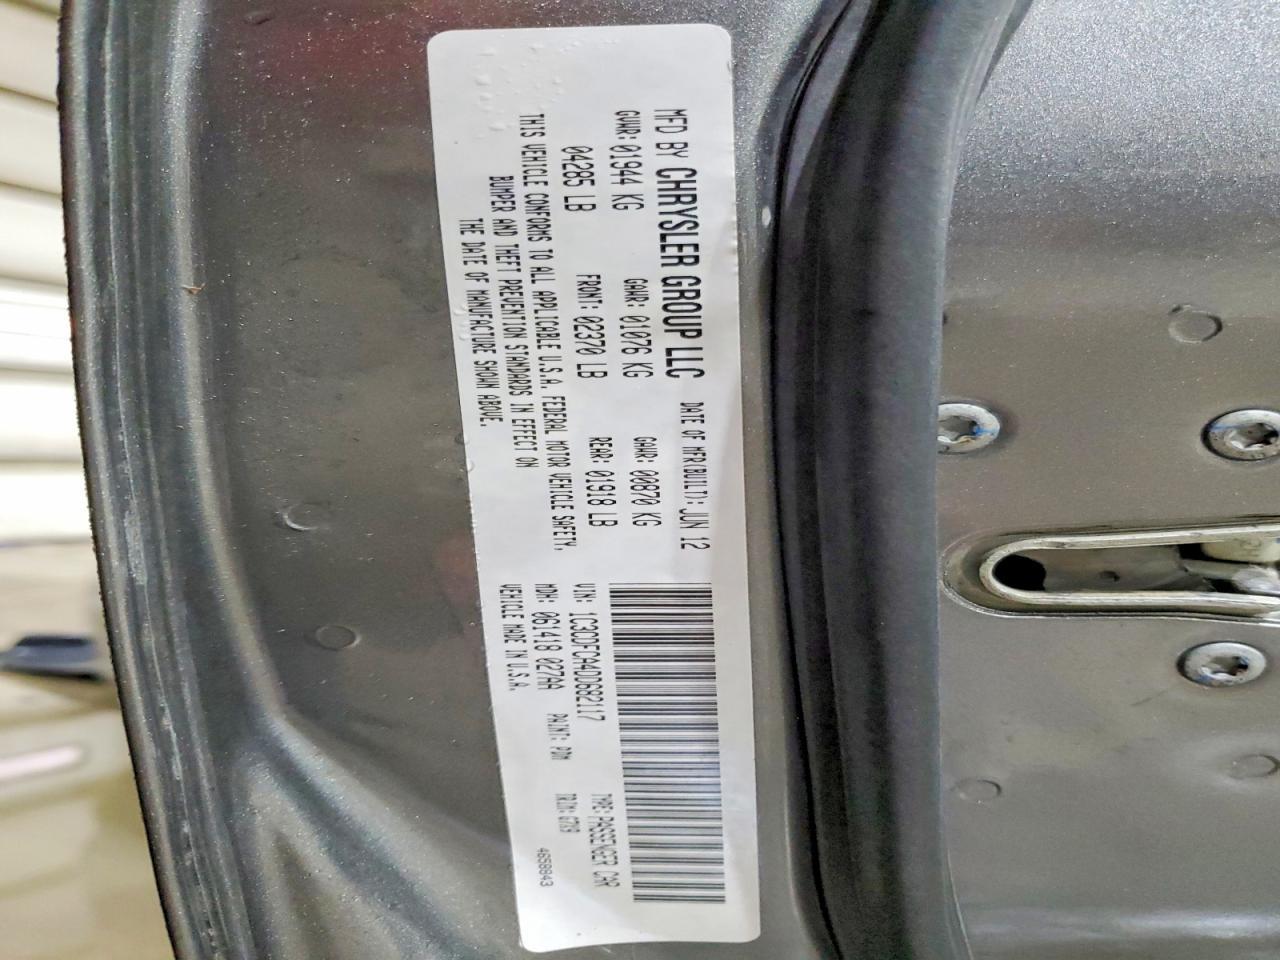 MFD BY CHRYSLER GROUP LLC DATE OF MFR(BUILT): JUN 12
GVWR: 01944 KG GAWR: 01076 KG GAWR: 00870 KG
04285 LB FRONT: 02370 LB REAR: 01918 LB
THIS VEHICLE CONFORMS TO ALL APPLICABLE U.S.A. FEDERAL MOTOR VEHICLE SAFETY,
BUMPER AND THEFT PREVENTION STANDARDS IN EFFECT ON
THE DATE OF MANUFACTURE SHOWN ABOVE.
VIN: 1C3CDFCA4DD682117 TYPE: PASSENGER CAR
MDH: 061418 027AA PAINT: PDM TRIM: G7X9
VEHICLE MADE IN U.S.A. 4658843